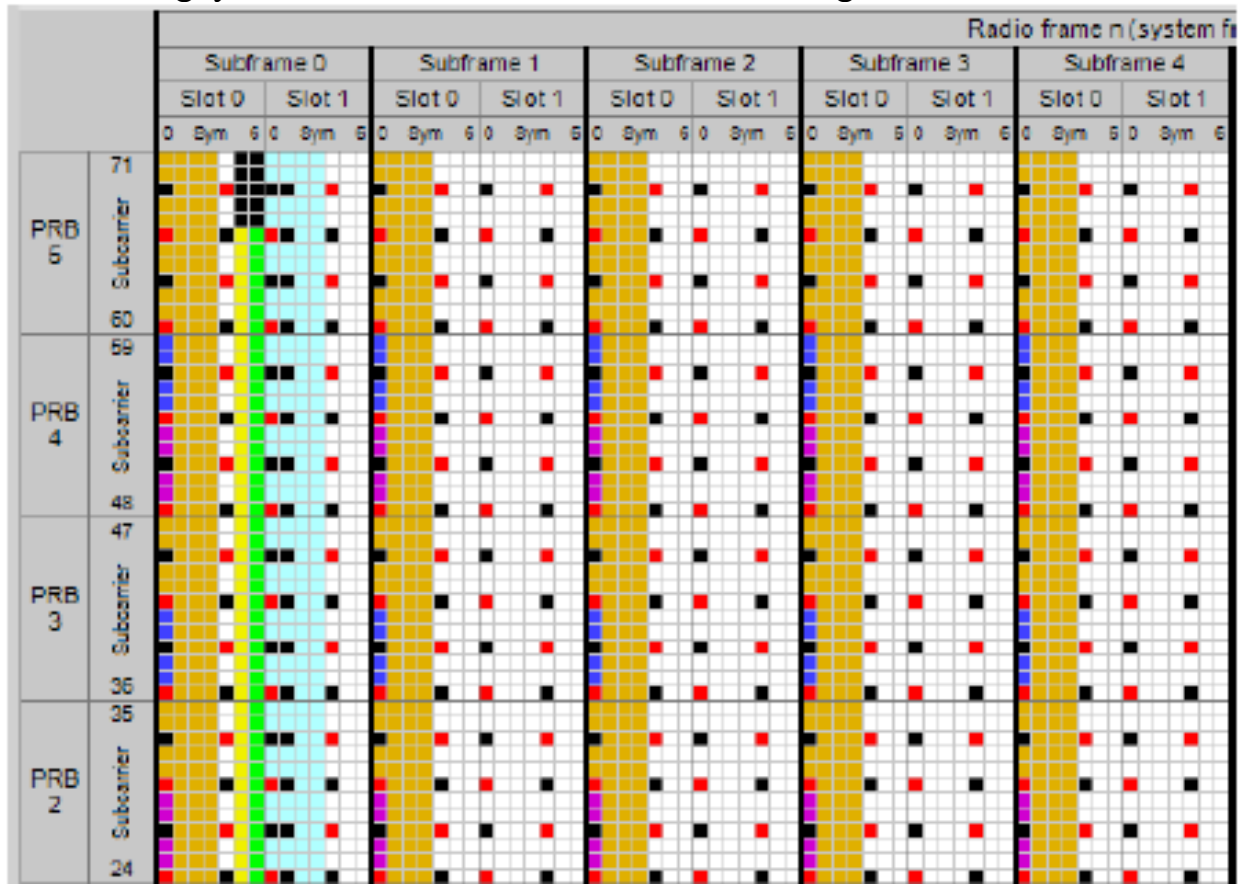 Radio frame n (system fr
Subframe 0 Subframe 1 Subframe 2 Subframe 3 Subframe 4
Slot 0 Slot 1 Slot 0 Slot 1 Slot 0 Slot 1 Slot 0 Slot 1 Slot 0 Slot 1
0 Sym 6 0 Sym 6 0 Sym 6 0 Sym 6 0 Sym 6 0 Sym 6 0 Sym 6 0 Sym 6 0 Sym 6 0 Sym 6
71
PRB
5
Subcarrier
60
59
PRB
4
Subcarrier
48
47
PRB
3
Subcarrier
36
35
PRB
2
Subcarrier
24